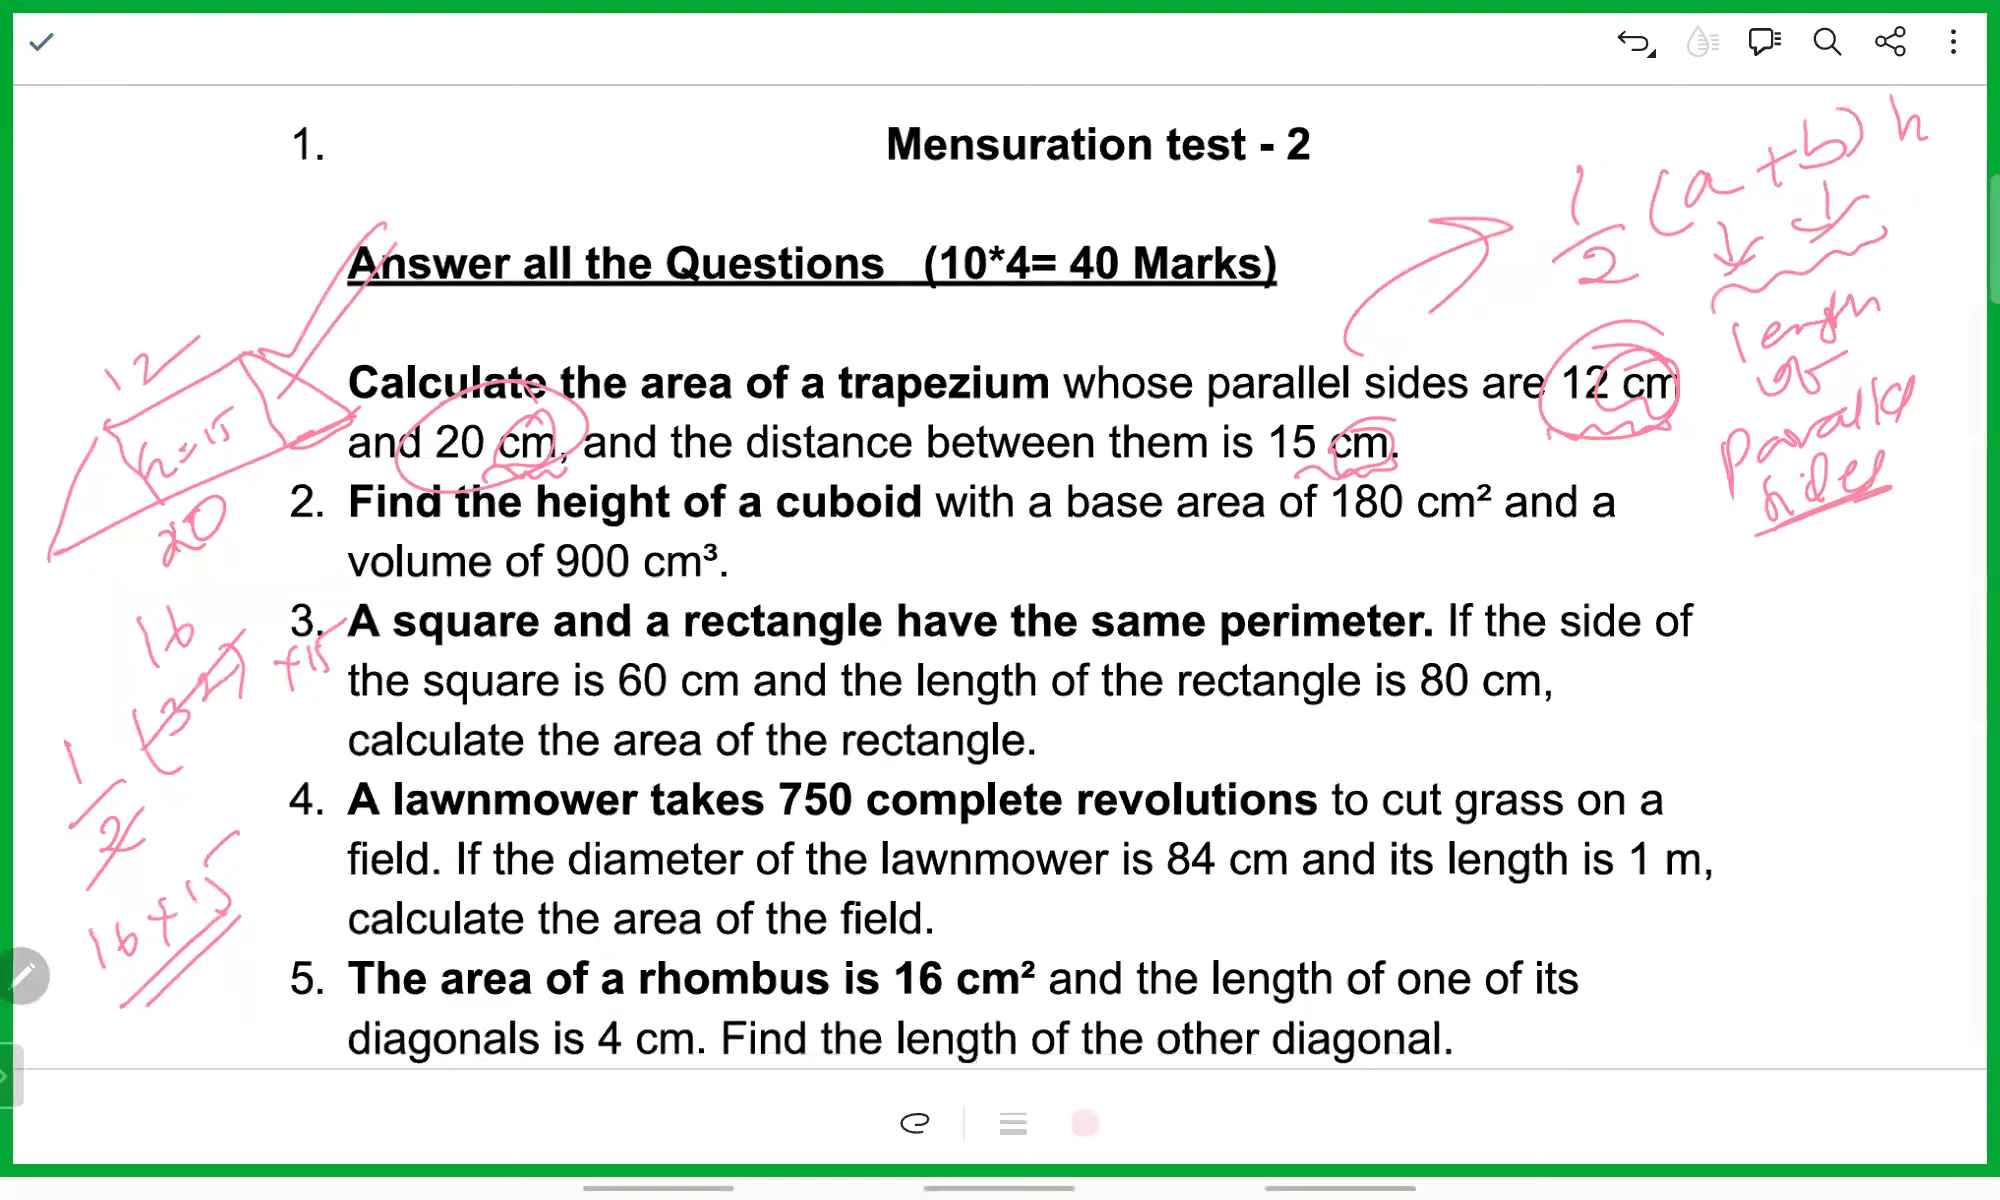 1. Mensuration test - 2
Answer all the Questions (10*4= 40 Marks)
1/2 (a+b) h
length
of
parallel
sides
12
h=15
20
Calculate the area of a trapezium whose parallel sides are 12 cm
and 20 cm, and the distance between them is 15 cm.
2. Find the height of a cuboid with a base area of 180 cm² and a
volume of 900 cm³.
3. A square and a rectangle have the same perimeter. If the side of
the square is 60 cm and the length of the rectangle is 80 cm,
calculate the area of the rectangle.
16
1/2 (32) +15
16+15
4. A lawnmower takes 750 complete revolutions to cut grass on a
field. If the diameter of the lawnmower is 84 cm and its length is 1 m,
calculate the area of the field.
5. The area of a rhombus is 16 cm² and the length of one of its
diagonals is 4 cm. Find the length of the other diagonal.